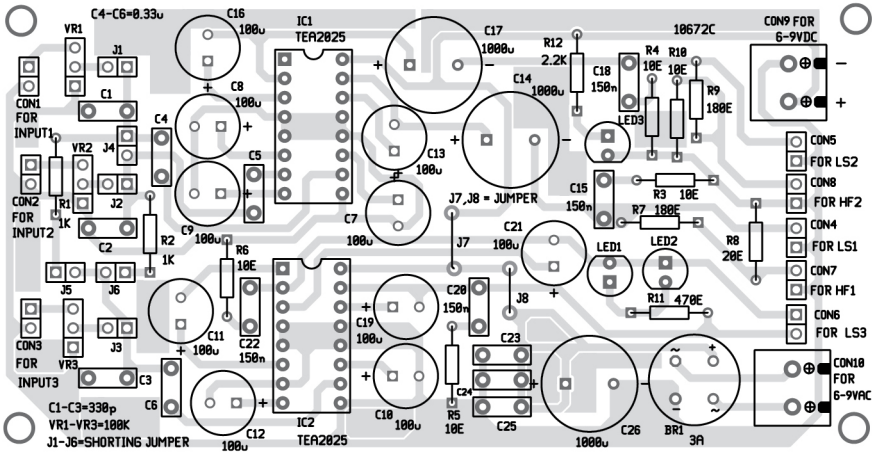 C4-C6=0.33u
C16
100u
IC1
TEA2025
C17
1000u
10672C
CON9 FOR
6-9VDC
VR1
J1
R12
2.2K
C18
150n
R4
10E
R10
10E
R9
180E
C8
100u
C14
1000u
CON1
FOR
INPUT1
C1
C4
LED3
CON5
FOR LS2
J4
VR2
C5
C13
100u
C15
150n
R3
10E
CON8
FOR HF2
CON2
FOR
INPUT2
R1
1K
J2
C9
100u
C7
100u
J7,J8 = JUMPER
R7
180E
CON4
FOR LS1
C2
R2
1K
R6
10E
J7
C21
100u
LED1
LED2
R8
20E
CON7
FOR HF1
J5
J6
C20
150n
J8
R11
470E
CON6
FOR LS3
C11
100u
C22
150n
C19
100u
CON3
FOR
INPUT3
VR3
J3
C23
CON10
FOR
6-9VAC
C3
C6
C24
C12
100u
C10
100u
R5
10E
C25
C26
1000u
BR1
3A
C1-C3=330p
VR1-VR3=100K
J1-J6=SHORTING JUMPER
IC2
TEA2025